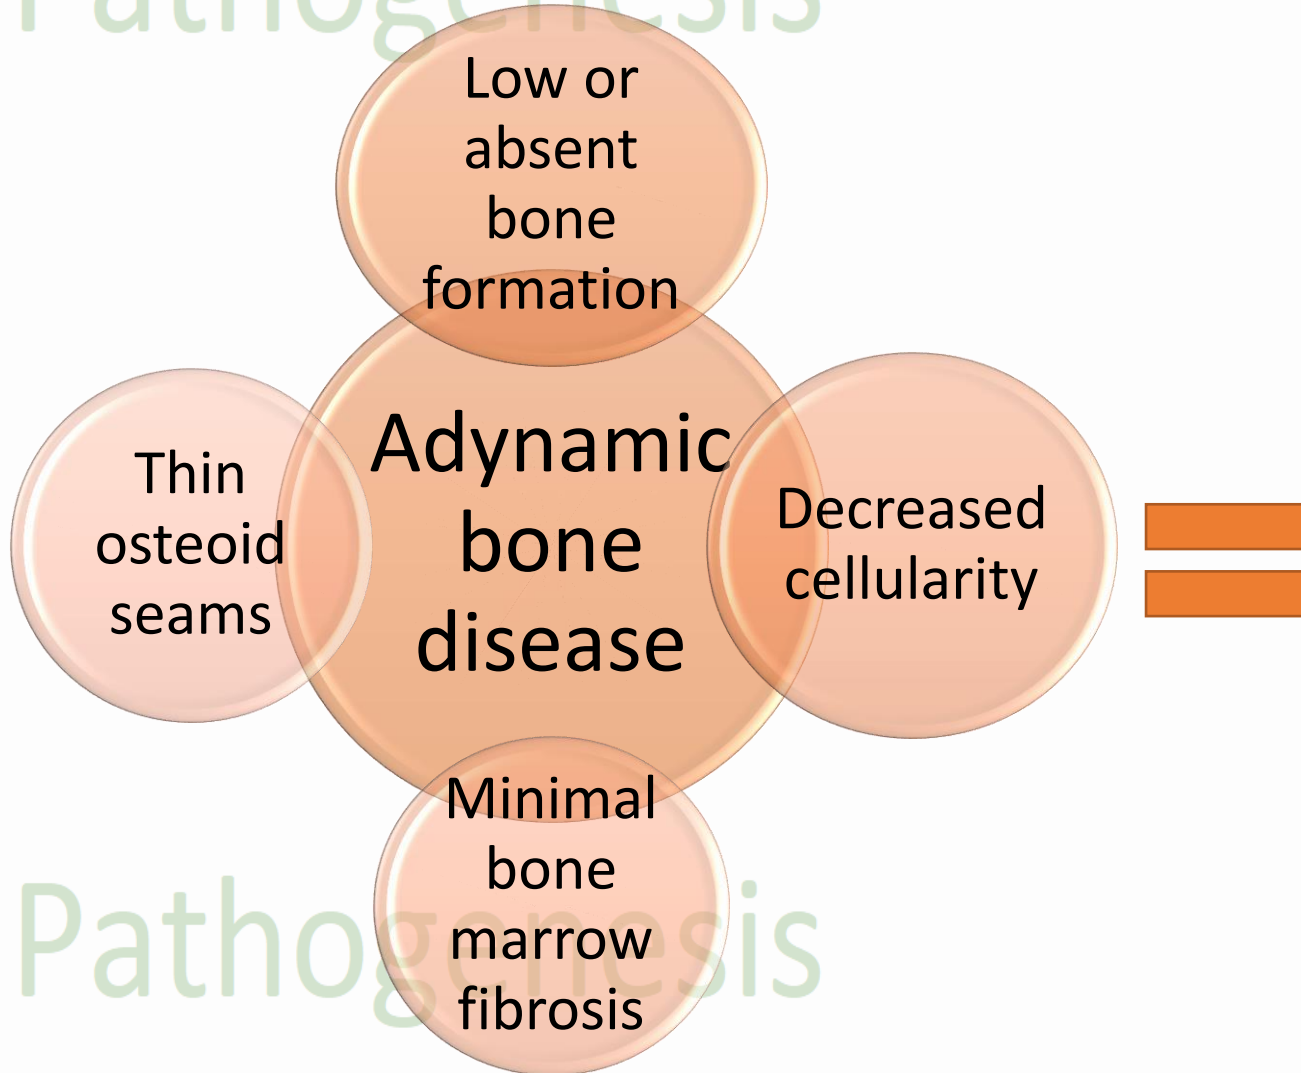 Pathogenesis
Low or
absent
bone
formation
Thin
osteoid
seams
Adynamic
bone
disease
Decreased
cellularity
Minimal
bone
marrow
fibrosis
Pathogenesis